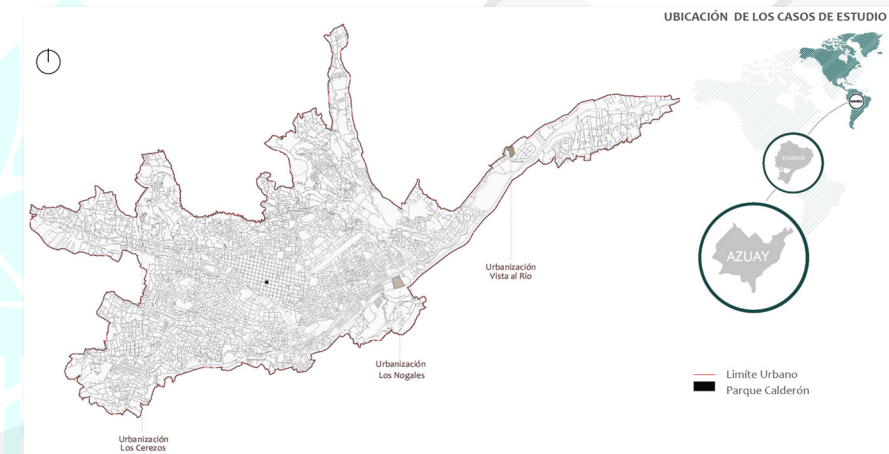 UBICACIÓN DE LOS CASOS DE ESTUDIO
ECUADOR
AZUAY
Urbanización
Vista al Río
Urbanización
Los Nogales
Urbanización
Los Cerezos
Limíte Urbano
Parque Calderón